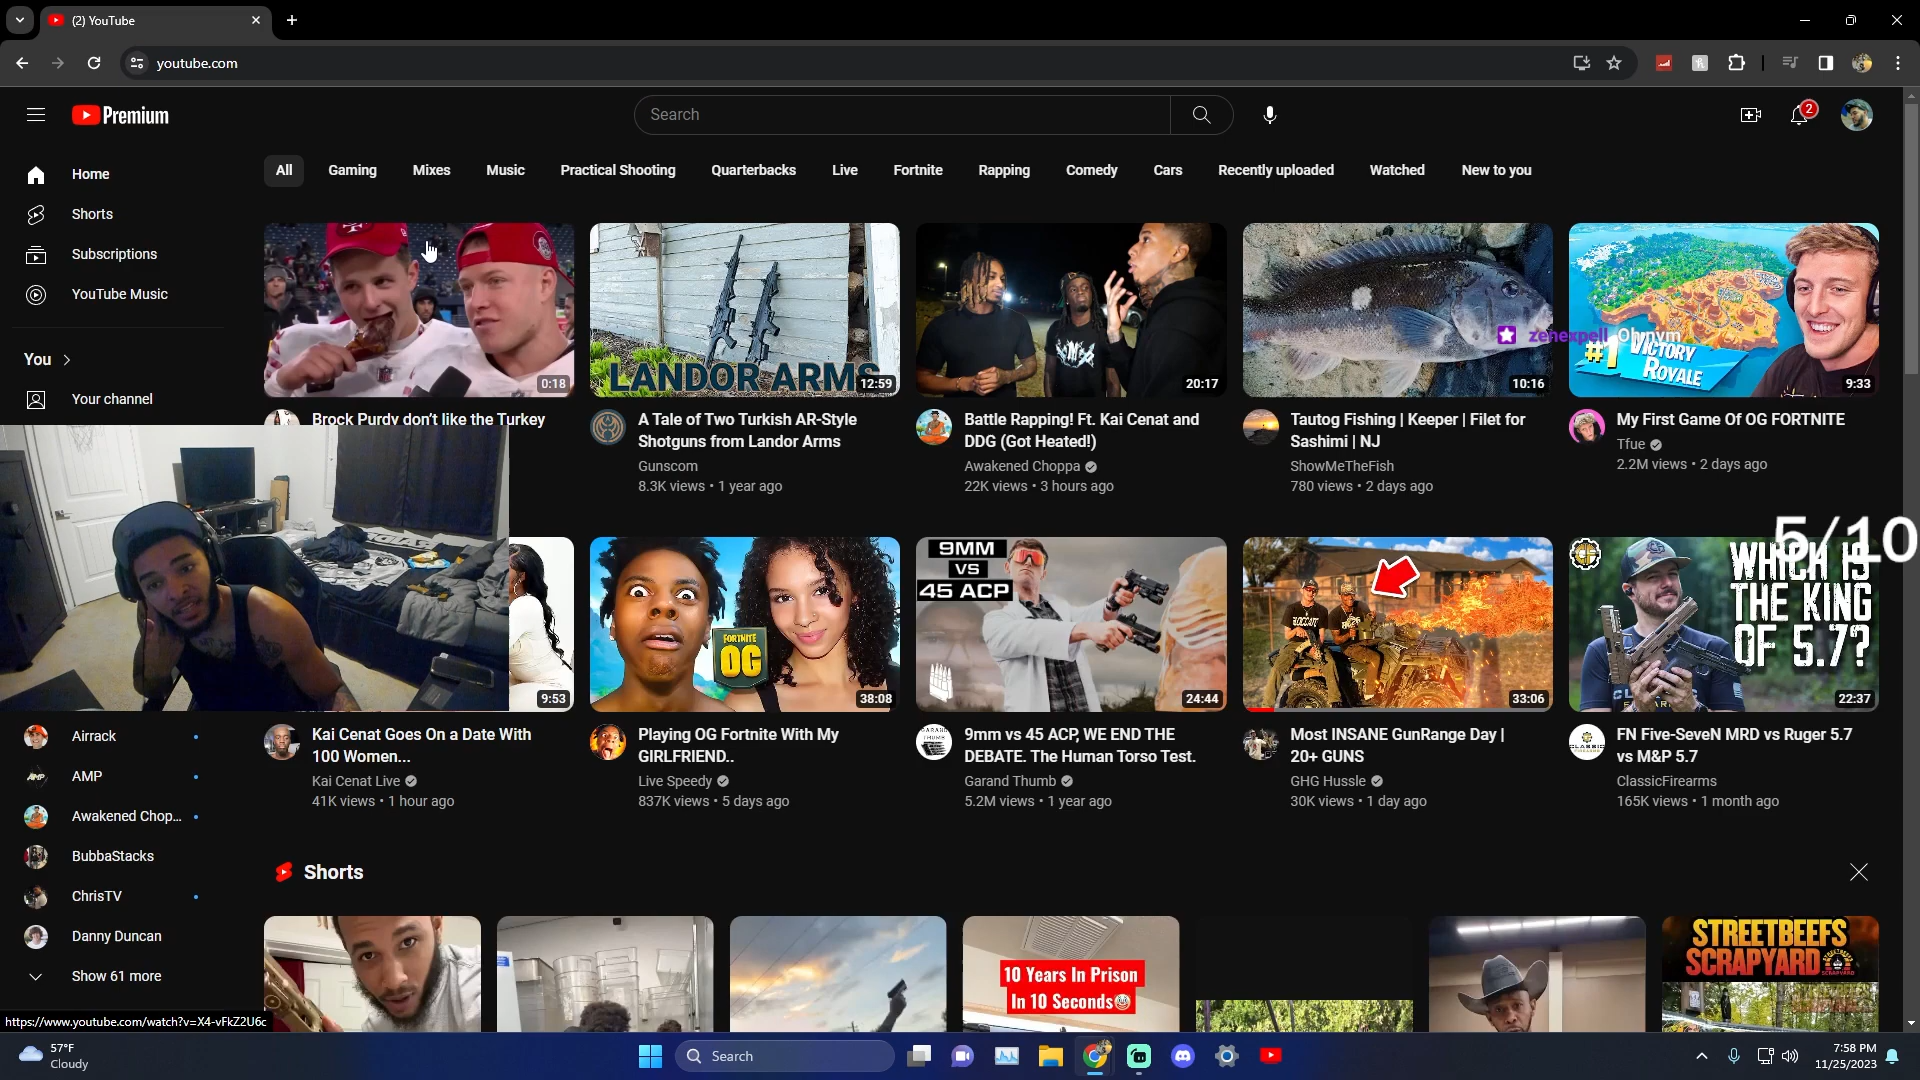 (2) YouTube
youtube.com
Premium
Search
2
Home
Shorts
Subscriptions
YouTube Music
You
Your channel
All
Gaming
Mixes
Music
Practical Shooting
Quarterbacks
Live
Fortnite
Rapping
Comedy
Cars
Recently uploaded
Watched
New to you
0:18
LANDOR ARMS
12:59
20:17
10:16
zenexpell Ohnym
#1 VICTORY
ROYALE
9:33
Brock Purdy don't like the Turkey
A Tale of Two Turkish AR-Style
Shotguns from Landor Arms
Gunscom
8.3K views • 1 year ago
Battle Rapping! Ft. Kai Cenat and
DDG (Got Heated!)
Awakened Choppa
22K views • 3 hours ago
Tautog Fishing | Keeper | Filet for
Sashimi | NJ
ShowMeTheFish
780 views • 2 days ago
My First Game Of OG FORTNITE
Tfue
2.2M views • 2 days ago
5/10
9:53
FORTNITE
OG
38:08
9MM
VS
45 ACP
24:44
33:06
WHICH IS
THE KING
OF 5.7?
22:37
Airrack
AMP
Awakened Chop...
BubbaStacks
ChrisTV
Danny Duncan
Show 61 more
Kai Cenat Goes On a Date With
100 Women...
Kai Cenat Live
41K views • 1 hour ago
Playing OG Fortnite With My
GIRLFRIEND..
Live Speedy
837K views • 5 days ago
9mm vs 45 ACP, WE END THE
DEBATE. The Human Torso Test.
Garand Thumb
5.2M views • 1 year ago
Most INSANE GunRange Day |
20+ GUNS
GHG Hussle
30K views • 1 day ago
FN Five-SeveN MRD vs Ruger 5.7
vs M&P 5.7
ClassicFirearms
165K views • 1 month ago
Shorts
10 Years In Prison
In 10 Seconds
STREETBEEFS
SCRAPYARD
https://www.youtube.com/watch?v=X4-vFkZ2U6c
57°F
Cloudy
Search
7:58 PM
11/25/2023